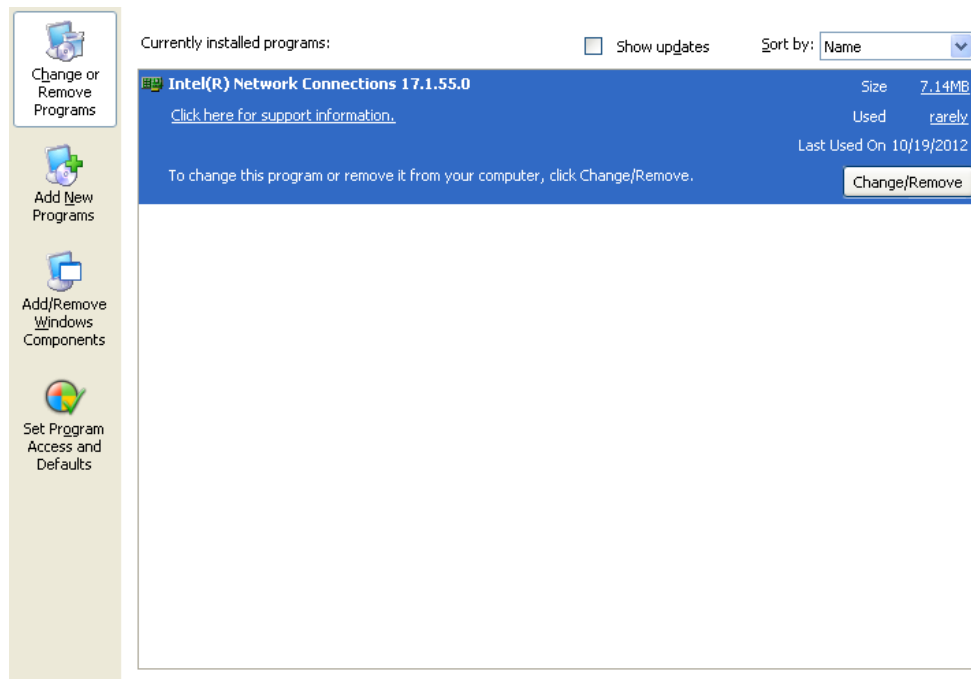 Change or
Remove
Programs
Add New
Programs
Add/Remove
Windows
Components
Set Program
Access and
Defaults
Currently installed programs:
Show updates
Sort by: Name
Intel(R) Network Connections 17.1.55.0
Size 7.14MB
Click here for support information.
Used rarely
Last Used On 10/19/2012
To change this program or remove it from your computer, click Change/Remove.
Change/Remove